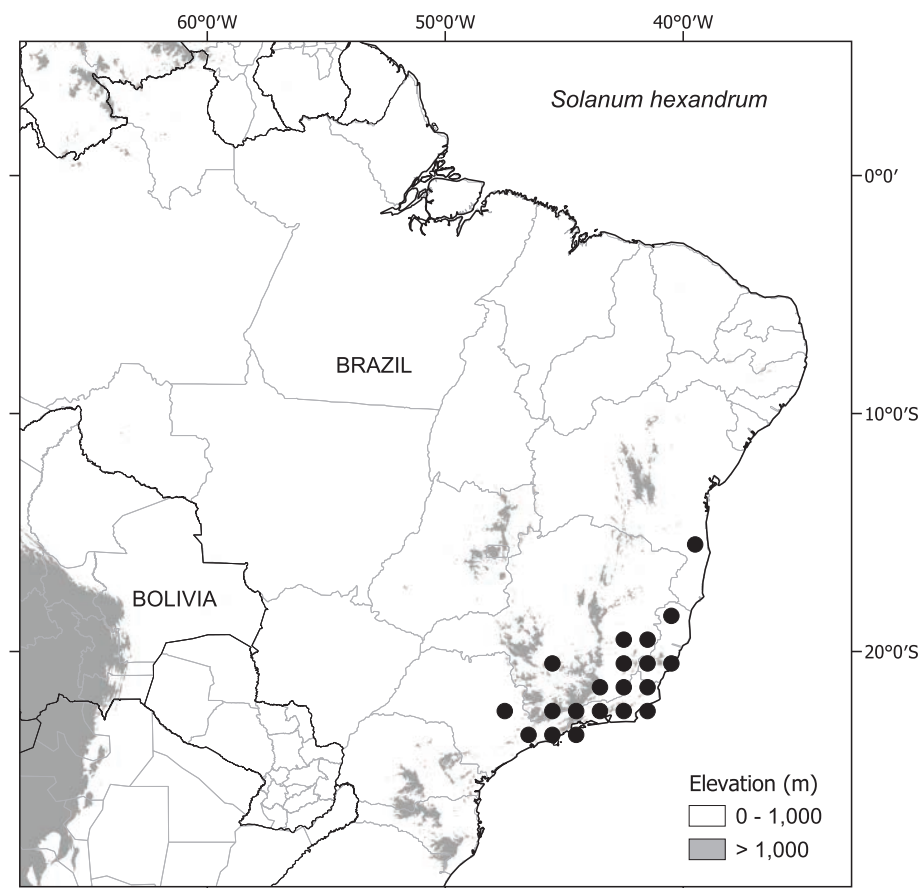 60°0'W 50°0'W 40°0'W
Solanum hexandrum
0°0'
BRAZIL
10°0'S
BOLIVIA
20°0'S
Elevation (m)
0 - 1,000
> 1,000